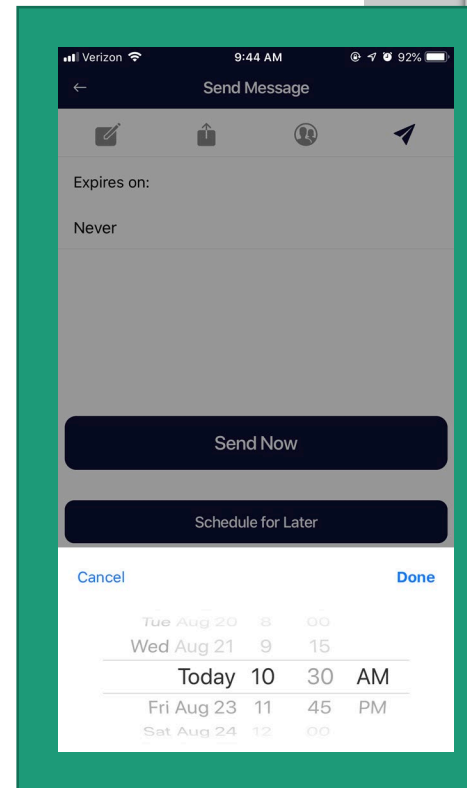 Verizon 9:44 AM 92%
Send Message
Expires on:
Never
Send Now
Schedule for Later
Cancel Done
Tue Aug 20 8 00
Wed Aug 21 9 15
Today 10 30 AM
Fri Aug 23 11 45 PM
Sat Aug 24 12 00